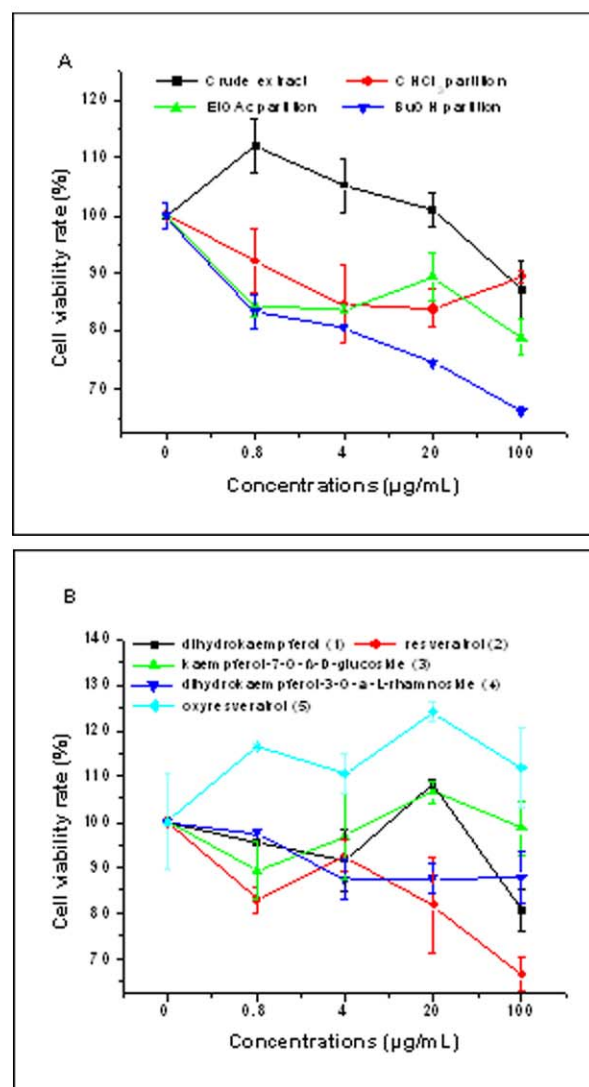 A
Crude extract CHCl3 partition
EtOAc partition BuOH partition
120
110
100
90
80
70
Cell viability rate (%)
0 0.8 4 20 100
Concentrations (µg/mL)
B
140
dihydrokaempferol (1) resveratrol (2)
kaempferol-7-O-ß-D-glucoside (3)
dihydrokaempferol-3-O-a-L-rhamnoside (4)
oxyresveratrol (5)
130
120
110
100
90
80
70
Cell viability rate (%)
0 0.8 4 20 100
Concentrations (µg/mL)